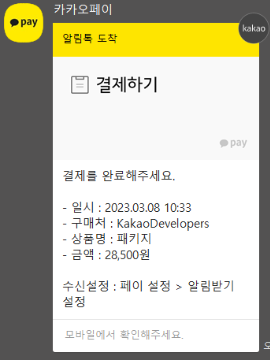 pay
카카오페이
알림톡 도착
kakao
결제하기
pay
결제를 완료해주세요.
- 일시 : 2023.03.08 10:33
- 구매처 : KakaoDevelopers
- 상품명 : 패키지
- 금액 : 28,500원
수신설정 : 페이 설정 > 알림받기
설정
모바일에서 확인해주세요.